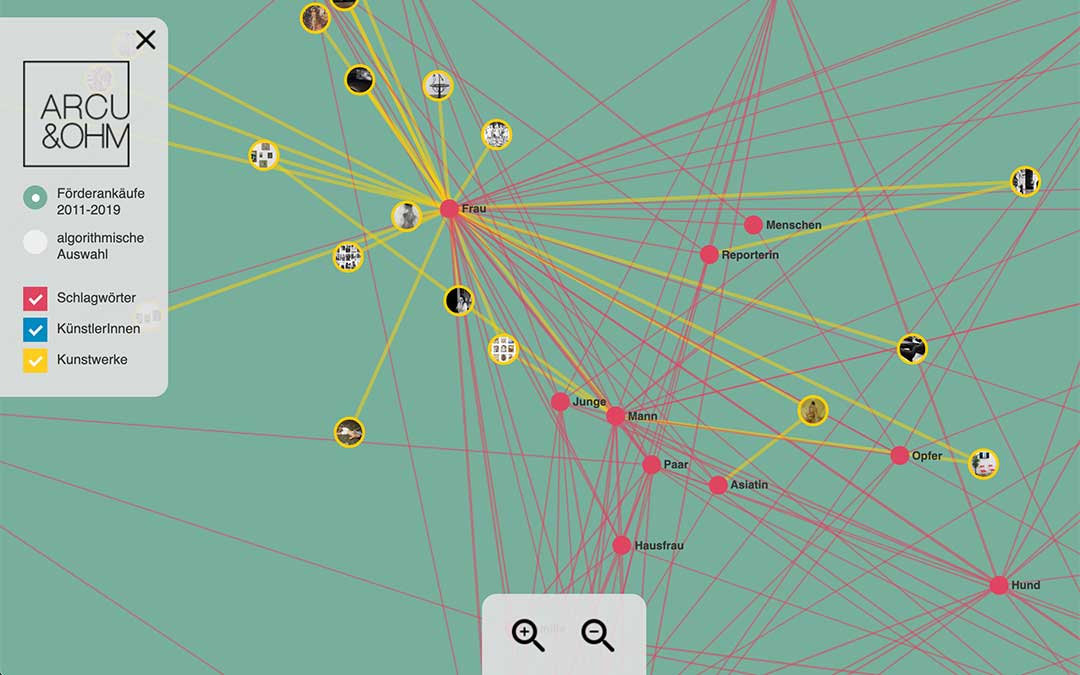 ARCU
&OHM
Förderankäufe
2011-2019
algorithmische
Auswahl
Schlagwörter
KünstlerInnen
Kunstwerke
Frau
Menschen
Reporterin
Junge
Mann
Opfer
Paar
Asiatin
Hausfrau
Hund